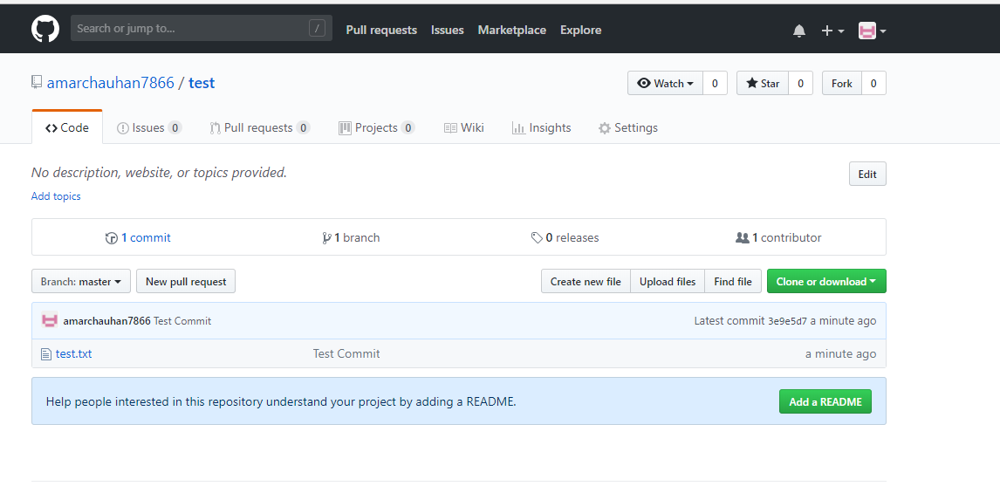 Search or jump to... / Pull requests Issues Marketplace Explore
amarchauhan7866 / test Watch 0 Star 0 Fork 0
Code Issues 0 Pull requests 0 Projects 0 Wiki Insights Settings
No description, website, or topics provided. Edit
Add topics
1 commit 1 branch 0 releases 1 contributor
Branch: master New pull request Create new file Upload files Find file Clone or download
amarchauhan7866 Test Commit Latest commit 3e9e5d7 a minute ago
test.txt Test Commit a minute ago
Help people interested in this repository understand your project by adding a README. Add a README